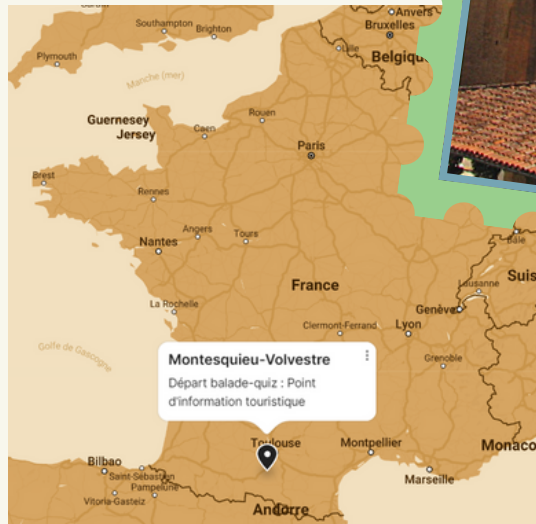 Southampton
Brighton
Anvers
Bruxelles
Plymouth
Lille
Belgiqu
Manche (mer)
Guernesey
Jersey
Rouen
Caen
Paris
Brest
Rennes
Bâle
Angers
Tours
Nantes
Suis
Lausanne
France
Genève
La Rochelle
Clermont-Ferrand
Lyon
Golfe de Gascogne
Grenoble
Montesquieu-Volvestre
Départ balade-quiz : Point
d'information touristique
Toulouse
Montpellier
Monaco
Bilbao
Saint-Sébastien
Marseille
Pampelune
Vitoria-Gasteiz
Andorre